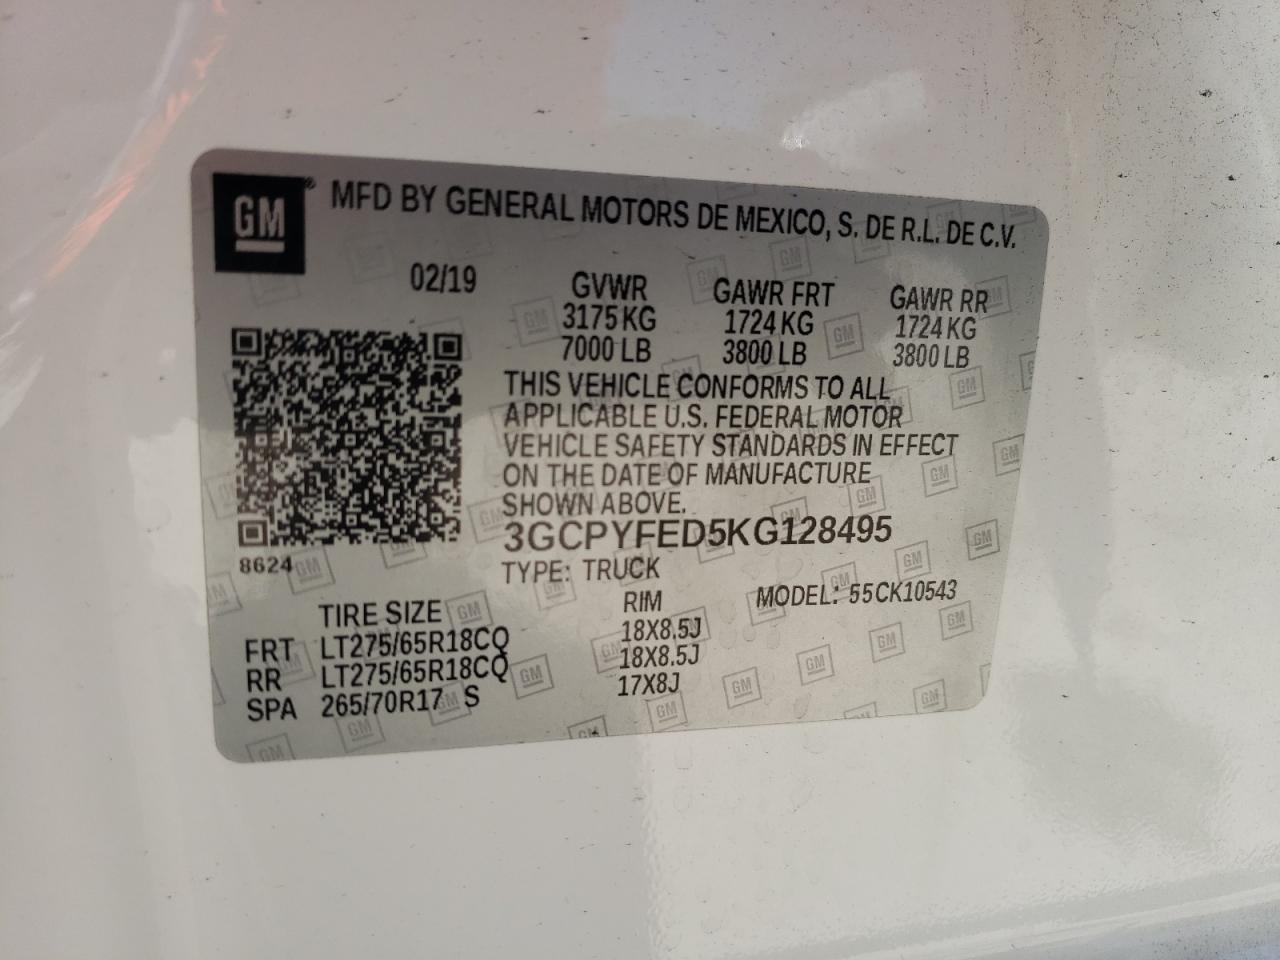 GM ® MFD BY GENERAL MOTORS DE MEXICO, S. DE R.L. DE C.V.
02/19 GVWR GAWR FRT GAWR RR
3175 KG 1724 KG 1724 KG
7000 LB 3800 LB 3800 LB
THIS VEHICLE CONFORMS TO ALL
APPLICABLE U.S. FEDERAL MOTOR
VEHICLE SAFETY STANDARDS IN EFFECT
ON THE DATE OF MANUFACTURE
SHOWN ABOVE.
3GCPYFED5KG128495
8624 TYPE: TRUCK
MODEL: 55CK10543
TIRE SIZE RIM
FRT LT275/65R18CQ 18X8.5J
RR LT275/65R18CQ 18X8.5J
SPA 265/70R17 S 17X8J